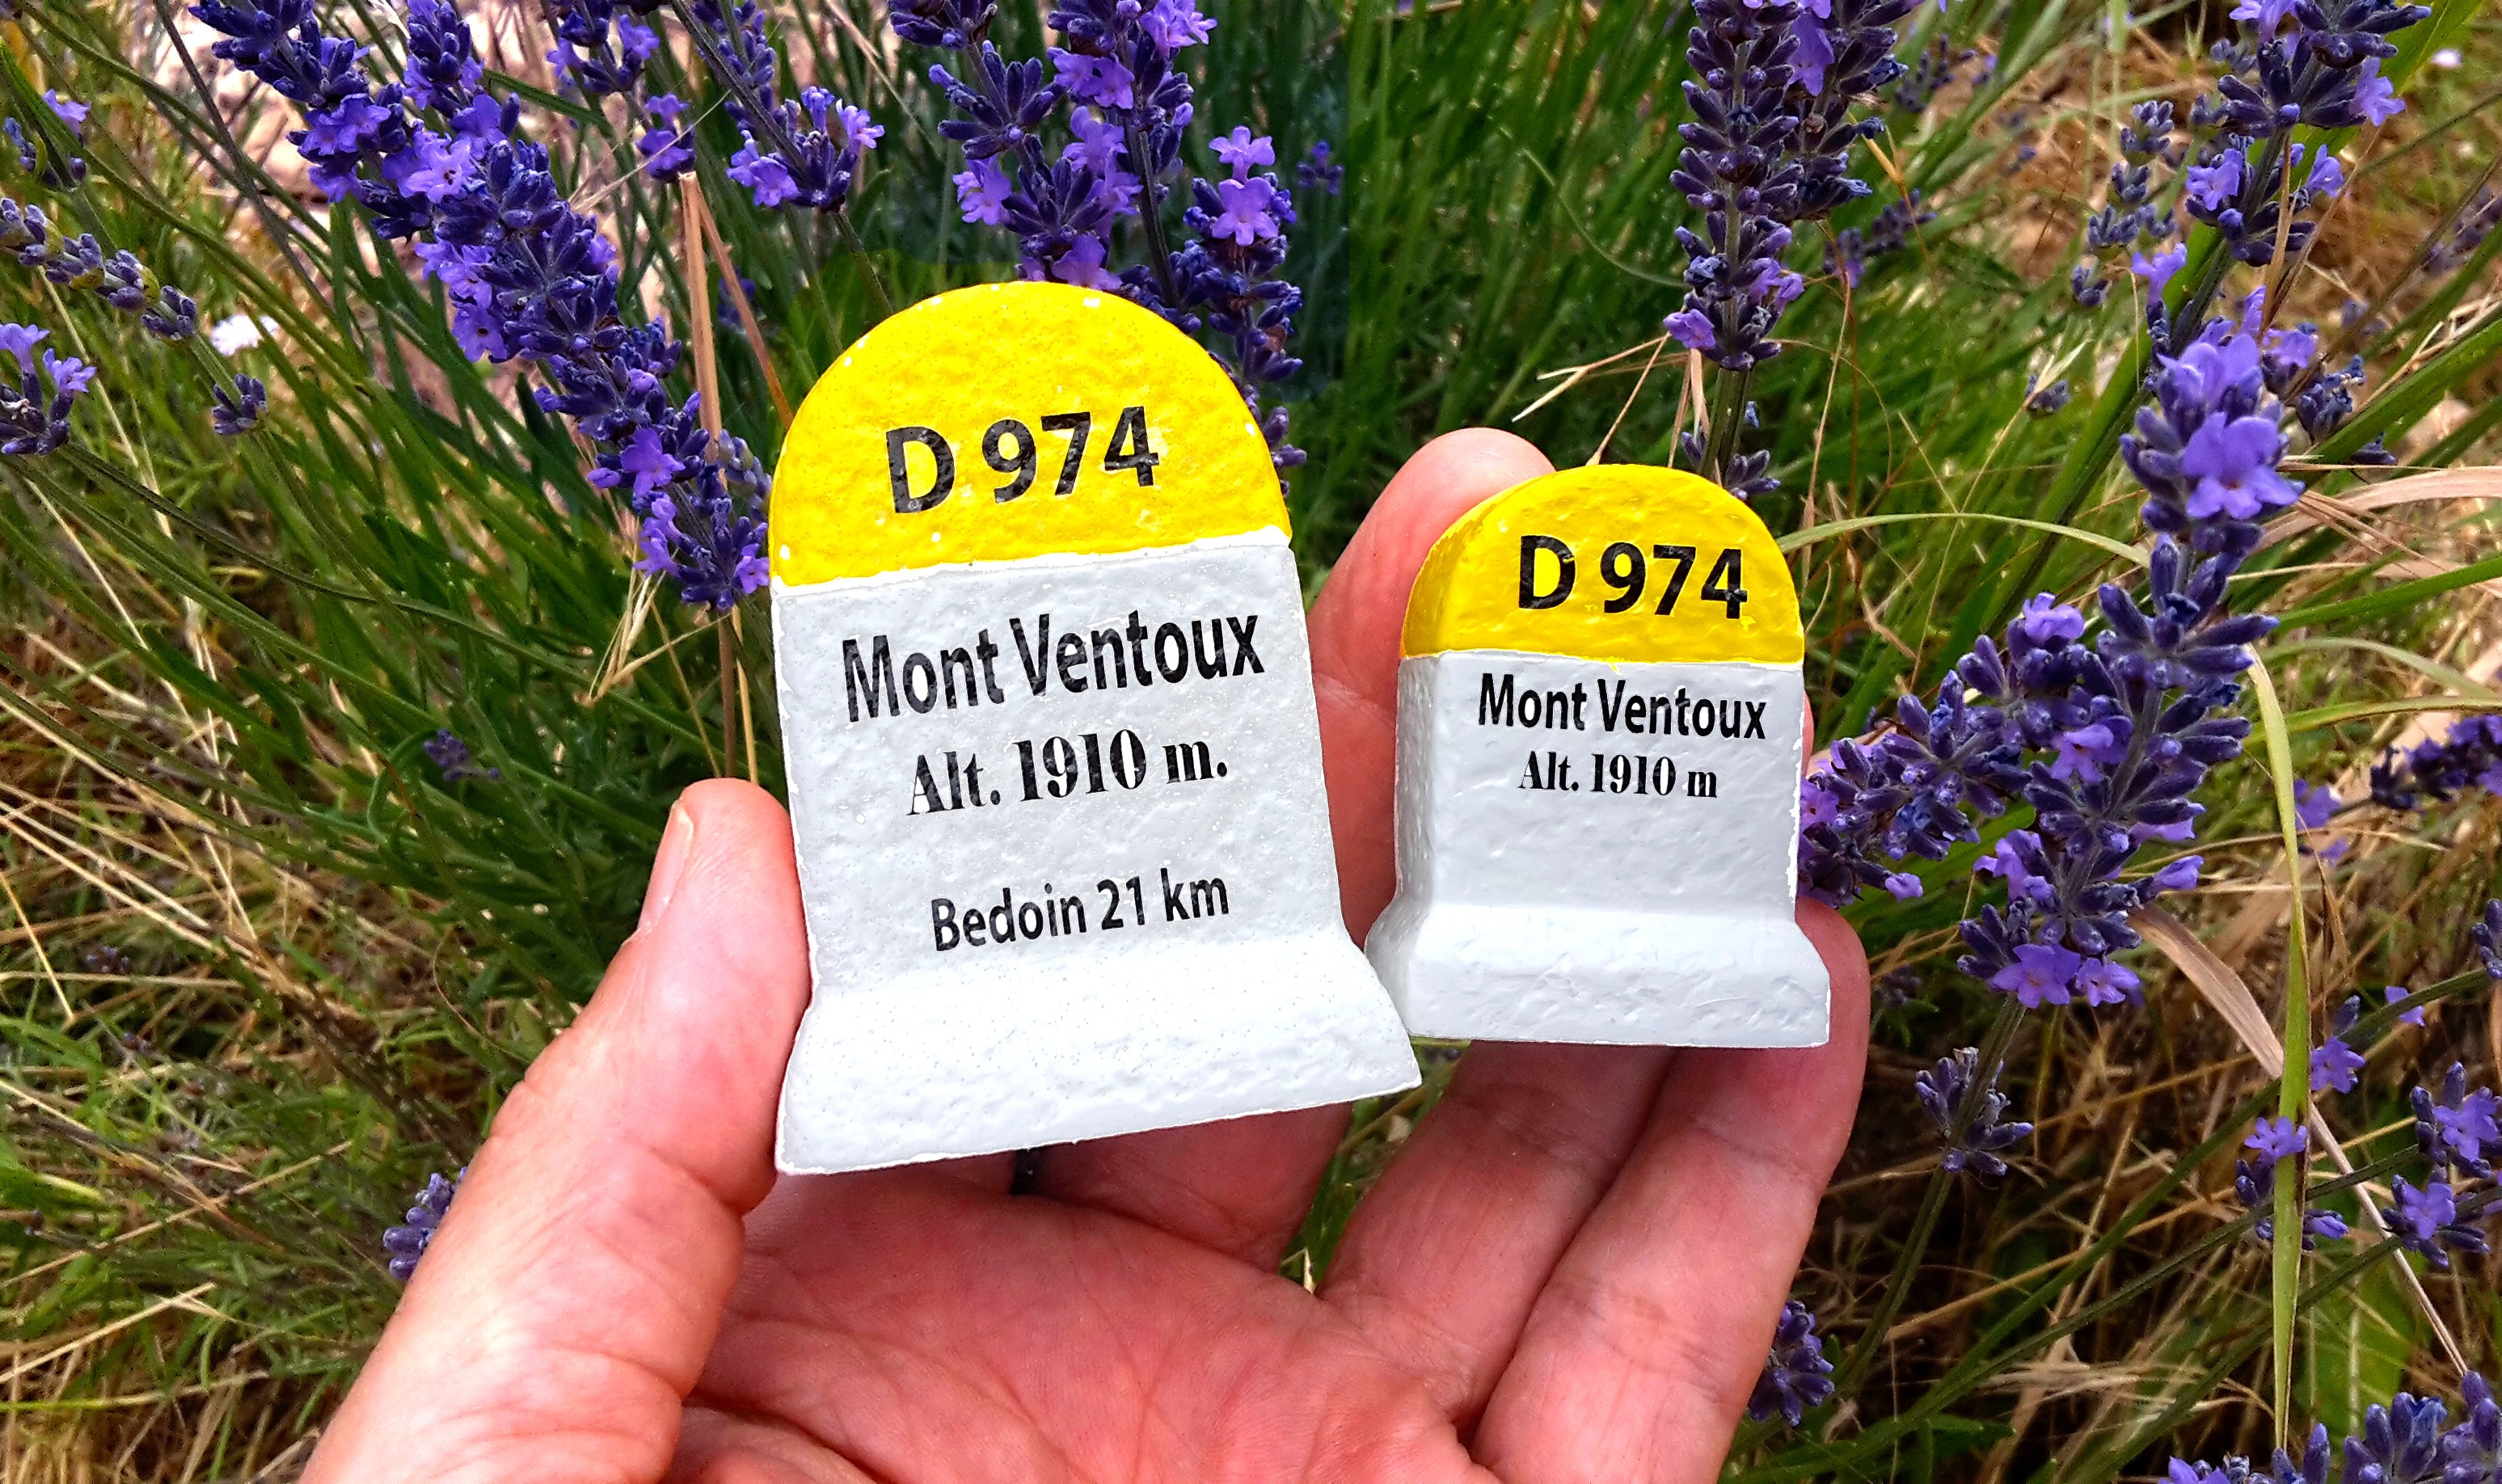 D 974
Mont Ventoux
Alt. 1910 m.
Bedoin 21 km
D 974
Mont Ventoux
Alt. 1910 m